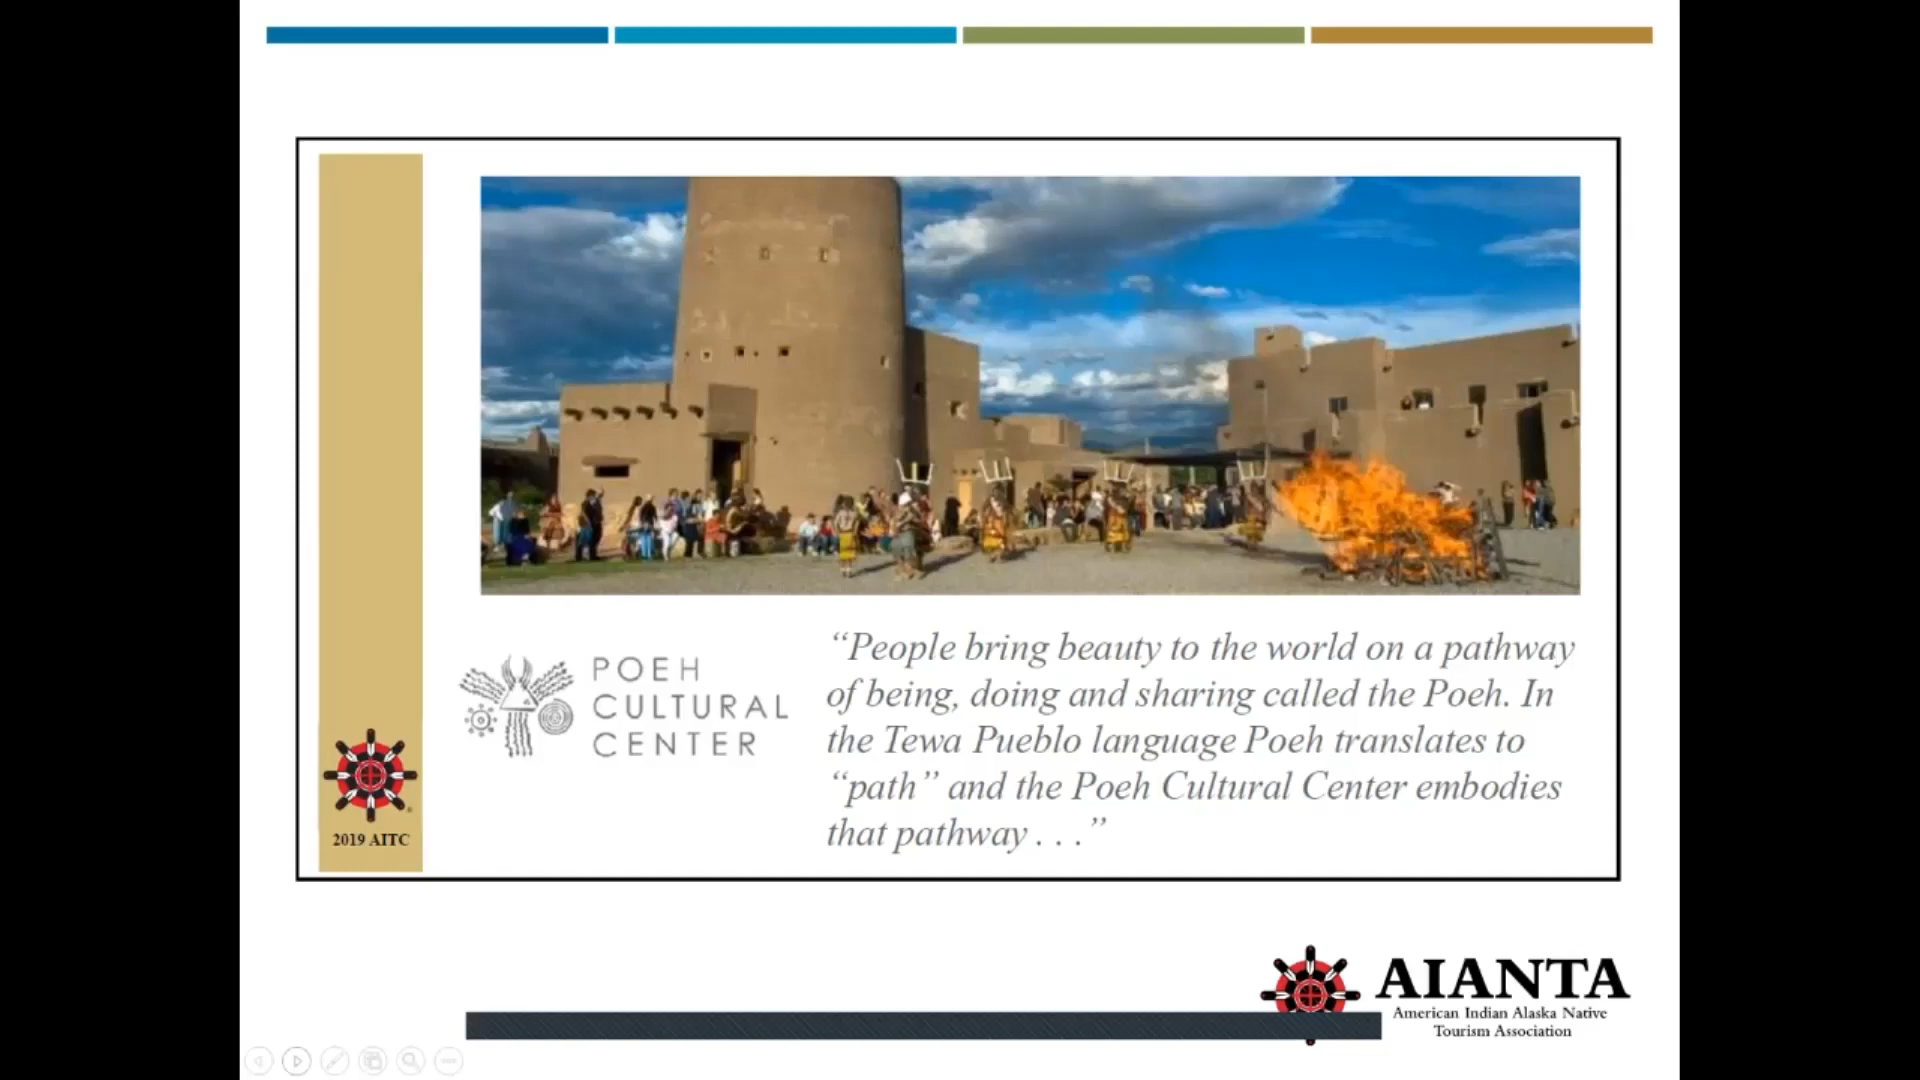 POEH
CULTURAL
CENTER
“People bring beauty to the world on a pathway
of being, doing and sharing called the Poeh. In
the Tewa Pueblo language Poeh translates to
“path” and the Poeh Cultural Center embodies
that pathway . . .”
2019 AITC
AIANTA
American Indian Alaska Native
Tourism Association